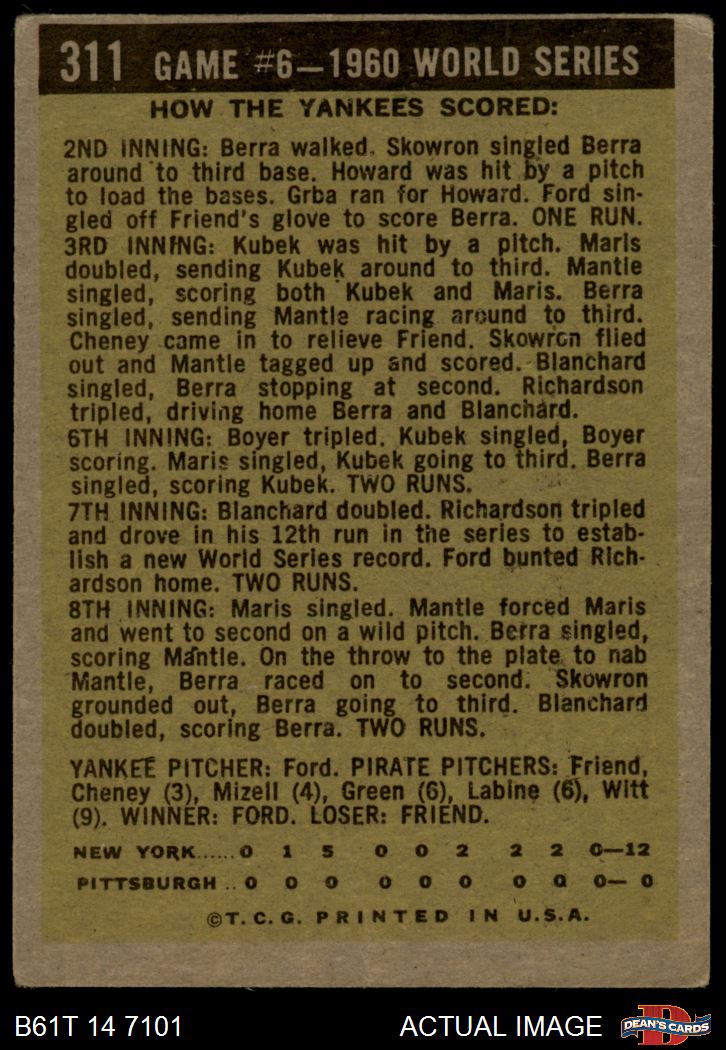 311 GAME #6—1960 WORLD SERIES
HOW THE YANKEES SCORED:
2ND INNING: Berra walked. Skowron singled Berra
around to third base. Howard was hit by a pitch
to load the bases. Grba ran for Howard. Ford sin-
gled off Friend's glove to score Berra. ONE RUN.
3RD INNING: Kubek was hit by a pitch. Maris
doubled, sending Kubek around to third. Mantle
singled, scoring both Kubek and Maris. Berra
singled, sending Mantle racing around to third.
Cheney came in to relieve Friend. Skowron flied
out and Mantle tagged up and scored. Blanchard
singled, Berra stopping at second. Richardson
tripled, driving home Berra and Blanchard.
6TH INNING: Boyer tripled. Kubek singled, Boyer
scoring. Maris singled, Kubek going to third. Berra
singled, scoring Kubek. TWO RUNS.
7TH INNING: Blanchard doubled. Richardson tripled
and drove in his 12th run in the series to estab-
lish a new World Series record. Ford bunted Rich-
ardson home. TWO RUNS.
8TH INNING: Maris singled. Mantle forced Maris
and went to second on a wild pitch. Berra singled,
scoring Mantle. On the throw to the plate to nab
Mantle, Berra raced on to second. Skowron
grounded out, Berra going to third. Blanchard
doubled, scoring Berra. TWO RUNS.
YANKEE PITCHER: Ford. PIRATE PITCHERS: Friend,
Cheney (3), Mizell (4), Green (6), Labine (6), Witt
(9). WINNER: FORD. LOSER: FRIEND.
NEW YORK......0 1 5 0 0 2 2 2 0—12
PITTSBURGH ..0 0 0 0 0 0 0 0 0— 0
©T.C.G. PRINTED IN U.S.A.
B61T 14 7101 ACTUAL IMAGE DEAN'S CARDS